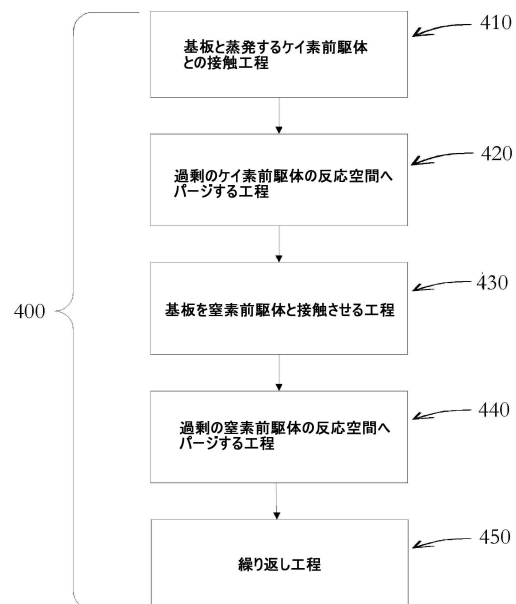 410
基板と蒸発するケイ素前駆体
との接触工程
420
過剰のケイ素前駆体の反応空間へ
パージする工程
430
400
基板を窒素前駆体と接触させる工程
440
過剰の窒素前駆体の反応空間へ
パージする工程
450
繰り返し工程